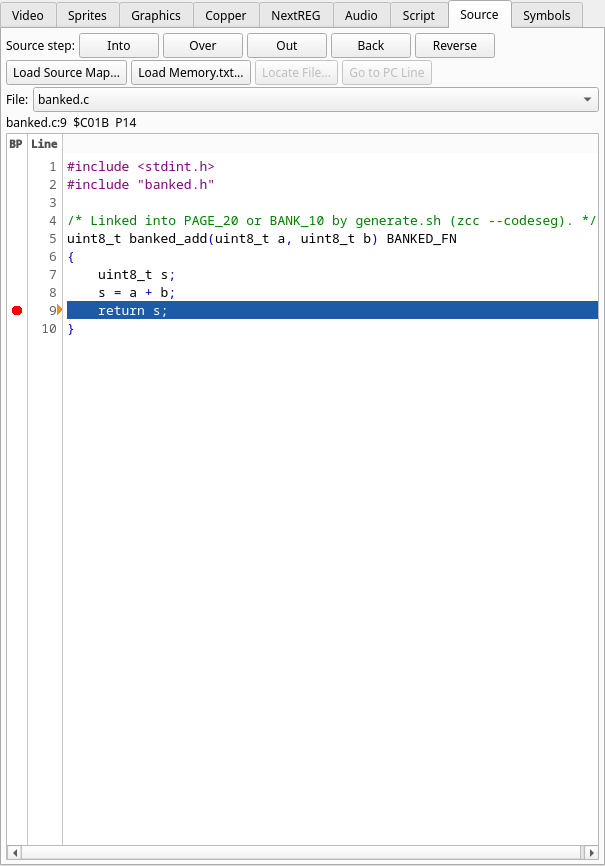 Video Sprites Graphics Copper NextREG Audio Script Source Symbols
Source step: Into Over Out Back Reverse
Load Source Map... Load Memory.txt... Locate File... Go to PC Line
File: banked.c
banked.c:9 $C01B P14
BP Line
1 #include <stdint.h>
2 #include "banked.h"
3
4 /* Linked into PAGE_20 or BANK_10 by generate.sh (zcc --codeseg). */
5 uint8_t banked_add(uint8_t a, uint8_t b) BANKED_FN
6 {
7     uint8_t s;
8     s = a + b;
9     return s;
10 }